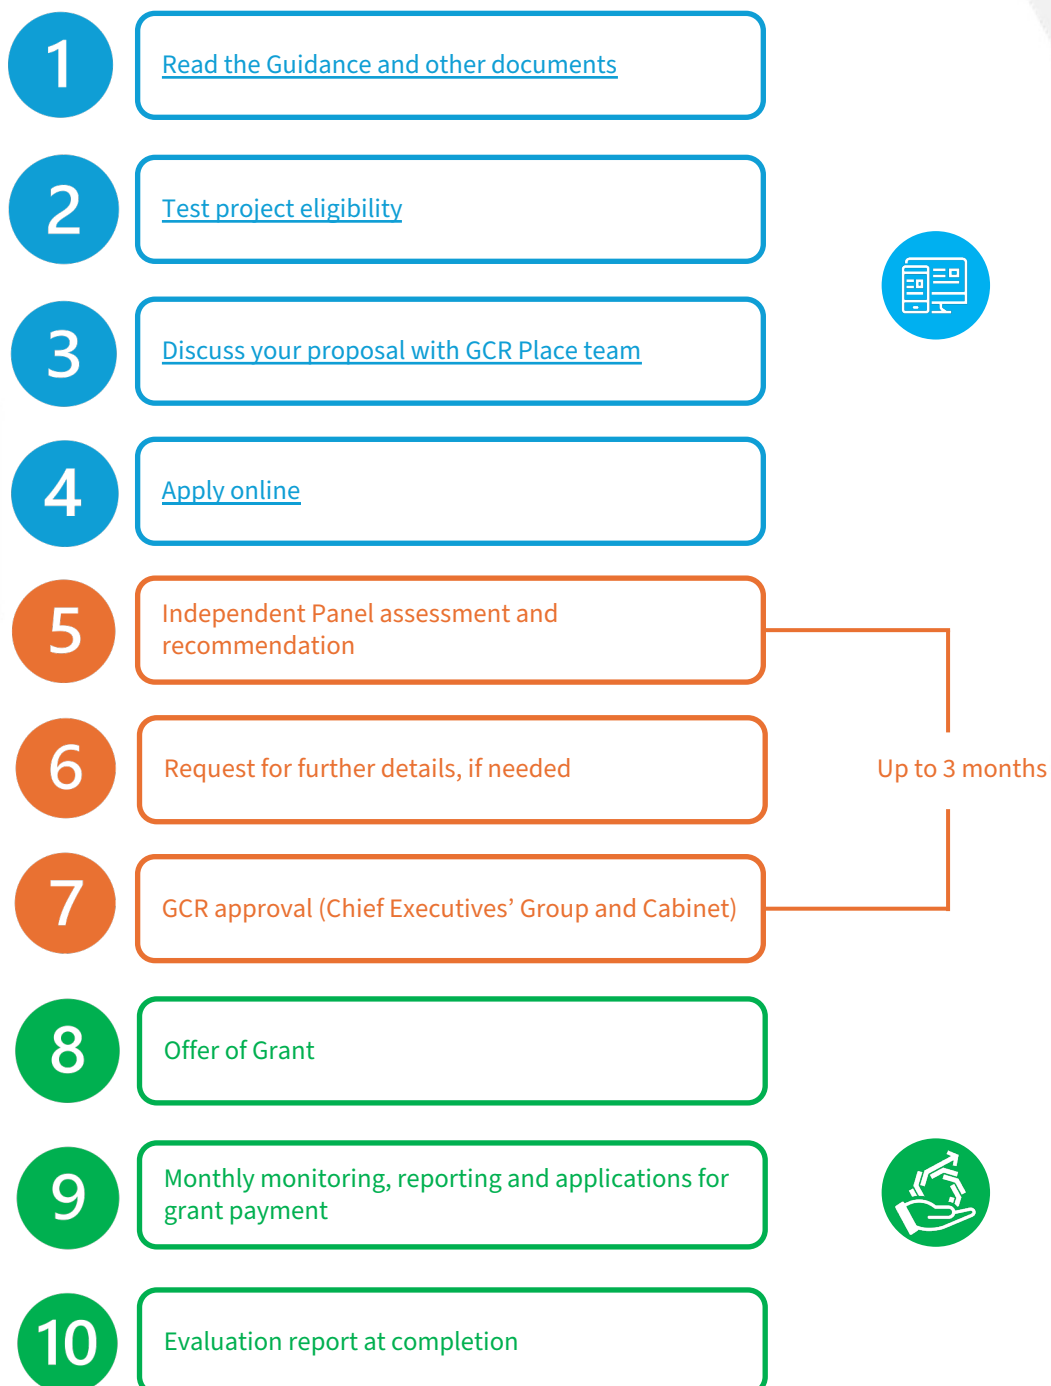 1
Read the Guidance and other documents
2
Test project eligibility
3
Discuss your proposal with GCR Place team
4
Apply online
5
Independent Panel assessment and
recommendation
6
Request for further details, if needed
Up to 3 months
7
GCR approval (Chief Executives’ Group and Cabinet)
8
Offer of Grant
9
Monthly monitoring, reporting and applications for
grant payment
10
Evaluation report at completion